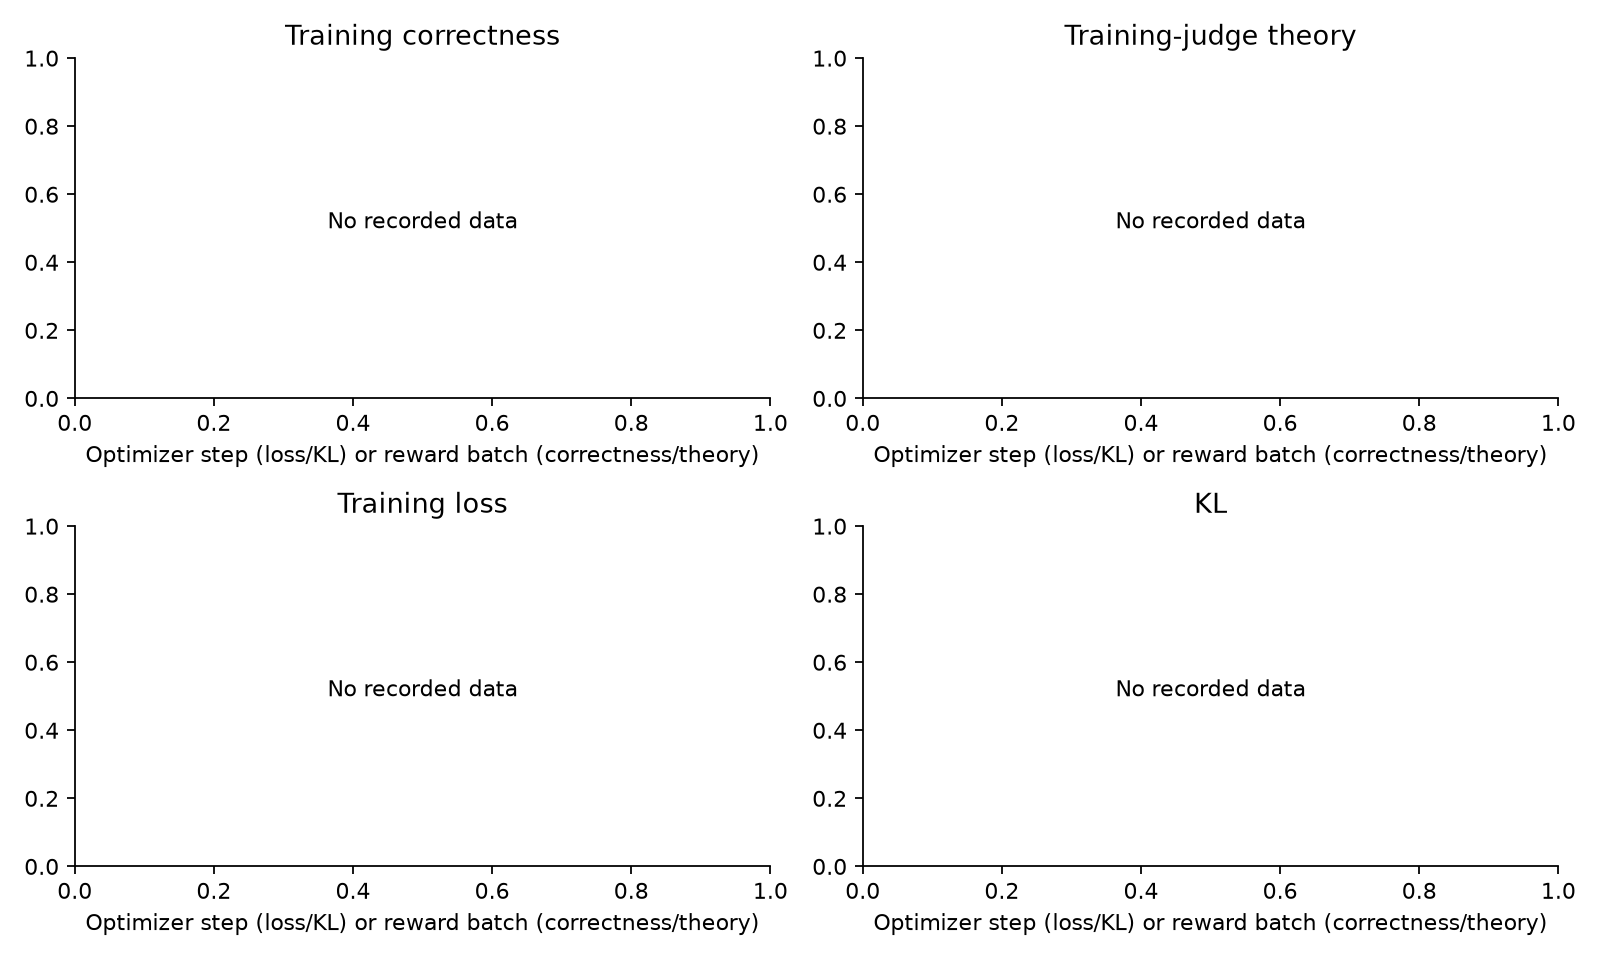 Training correctness
1.0
0.8
0.6
No recorded data
0.4
0.2
0.0
0.0 0.2 0.4 0.6 0.8 1.0
Optimizer step (loss/KL) or reward batch (correctness/theory)
Training-judge theory
1.0
0.8
0.6
No recorded data
0.4
0.2
0.0
0.0 0.2 0.4 0.6 0.8 1.0
Optimizer step (loss/KL) or reward batch (correctness/theory)
Training loss
1.0
0.8
0.6
No recorded data
0.4
0.2
0.0
0.0 0.2 0.4 0.6 0.8 1.0
Optimizer step (loss/KL) or reward batch (correctness/theory)
KL
1.0
0.8
0.6
No recorded data
0.4
0.2
0.0
0.0 0.2 0.4 0.6 0.8 1.0
Optimizer step (loss/KL) or reward batch (correctness/theory)